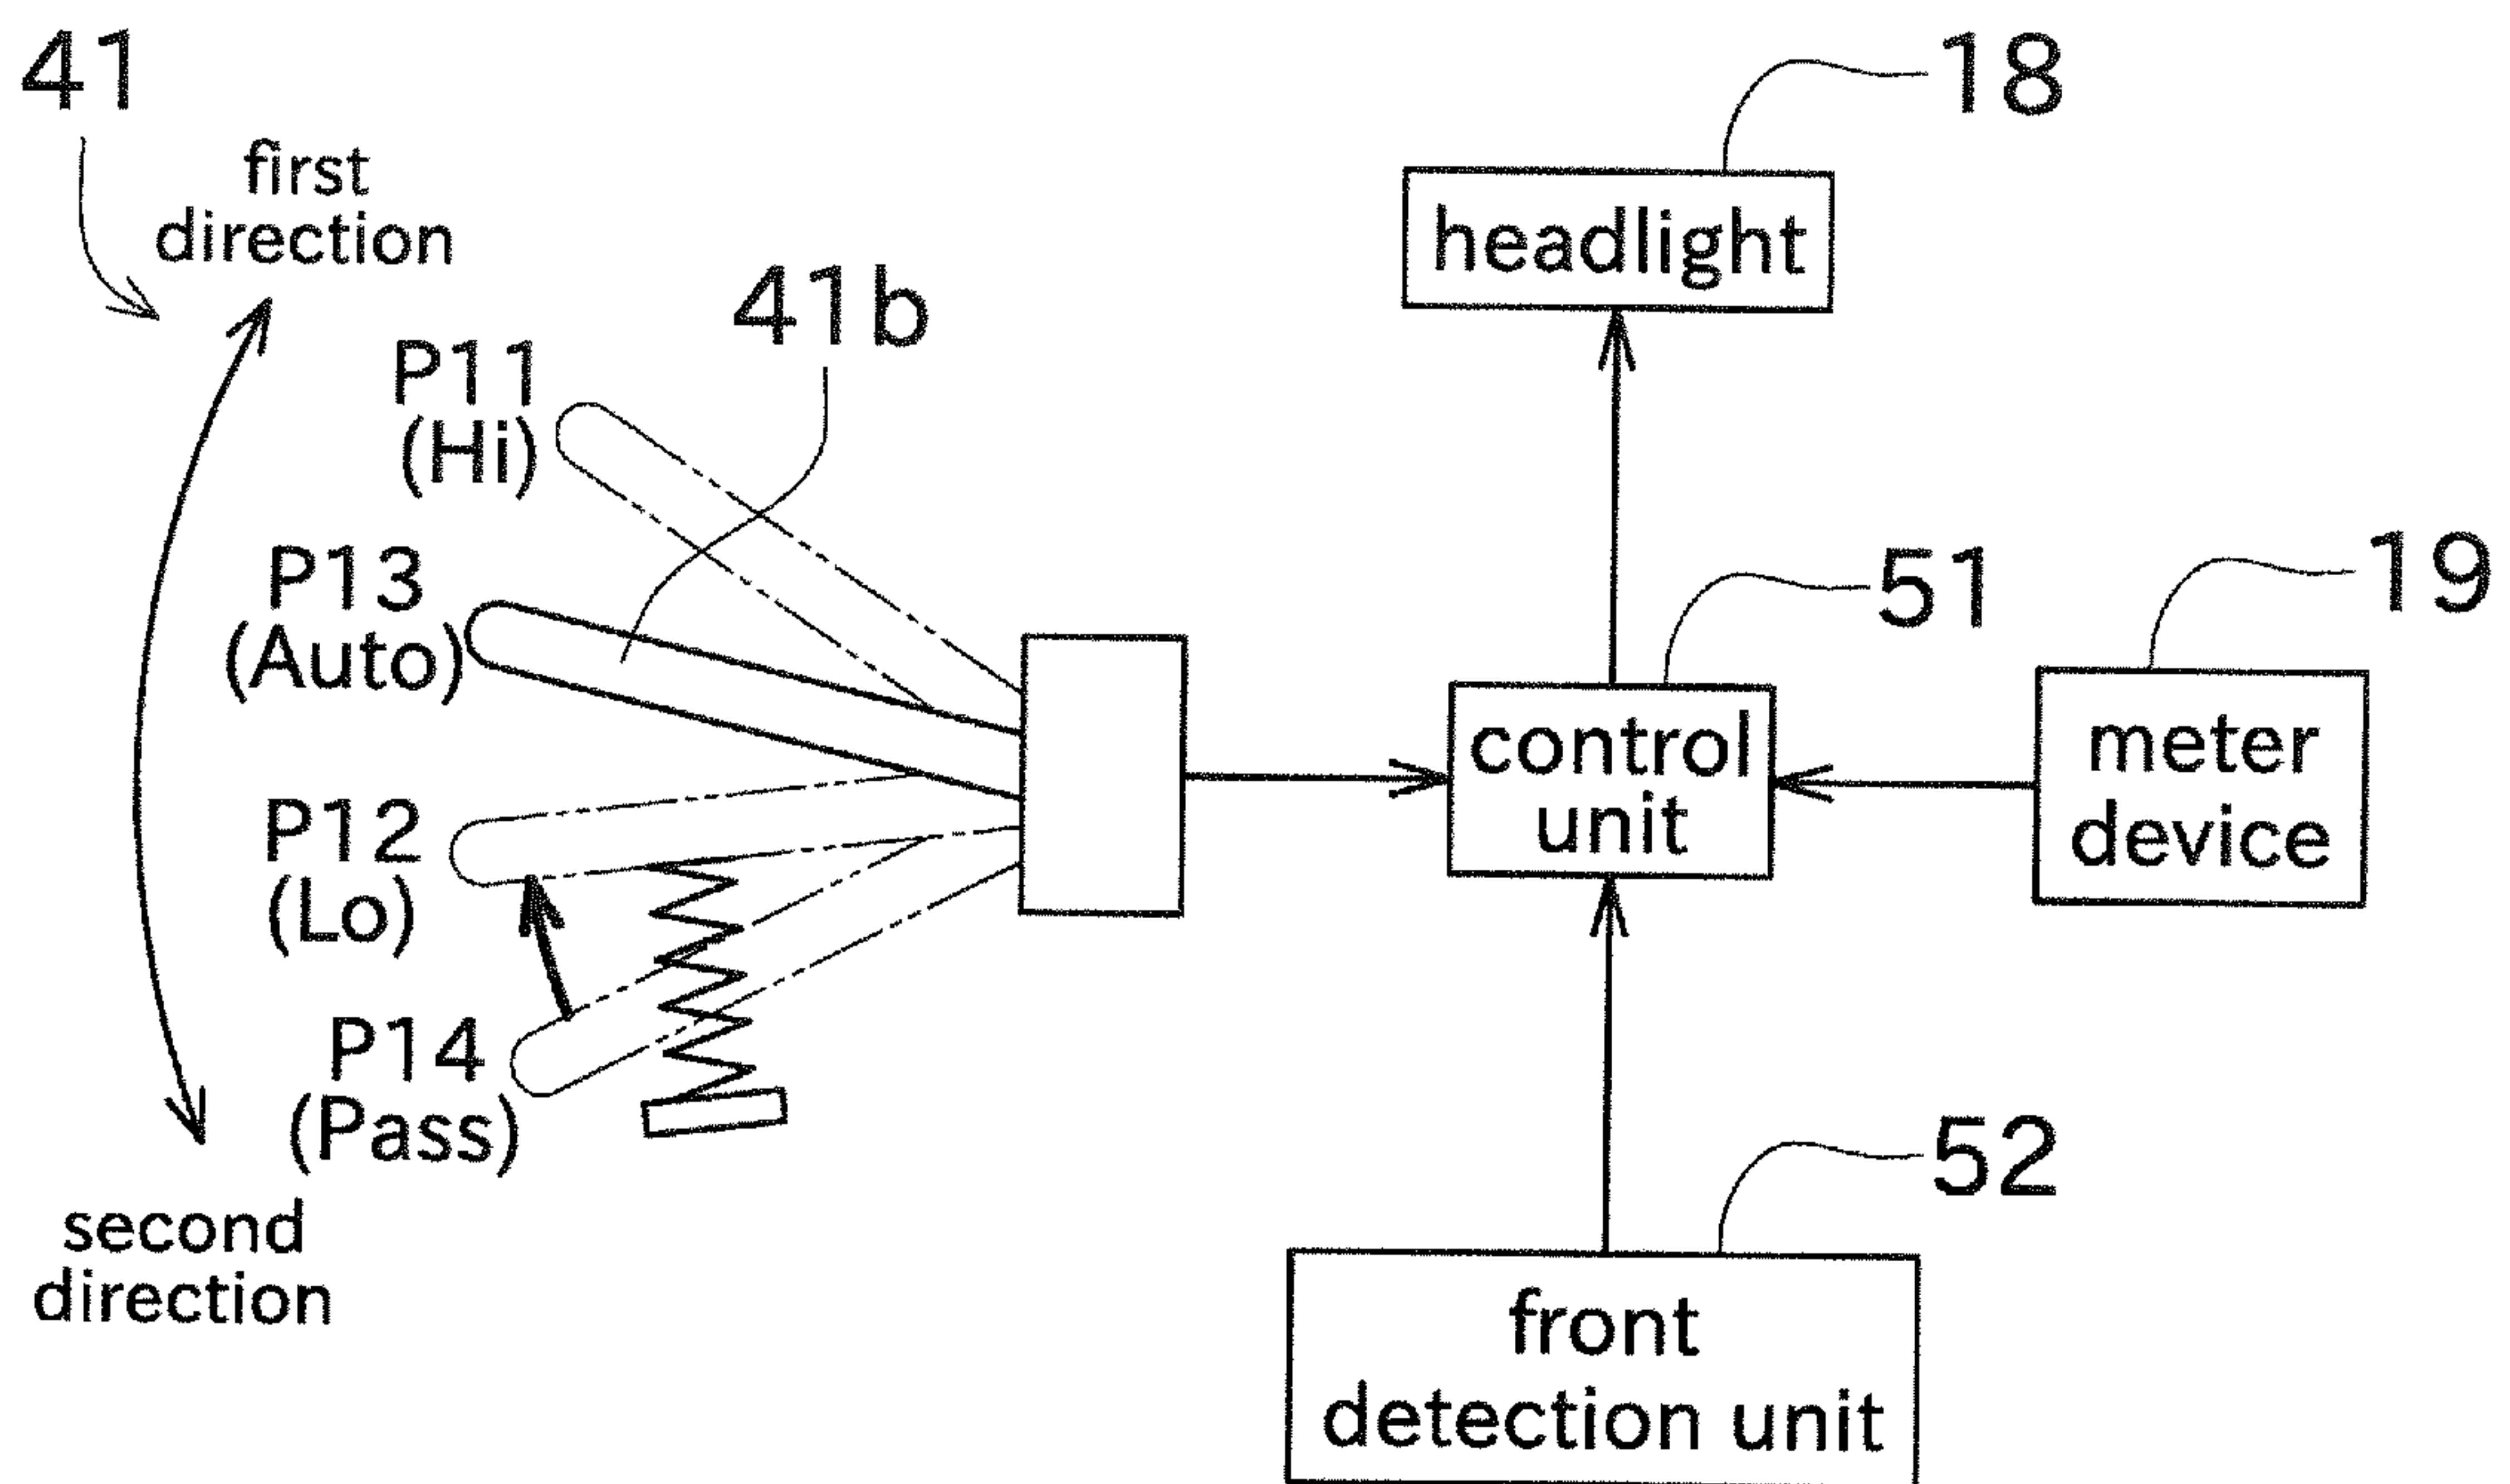 41
first
direction
P11
(Hi)
41b
P13
(Auto)
P12
(Lo)
P14
(Pass)
second
direction
18
headlight
51
control
unit
19
meter
device
52
front
detection unit